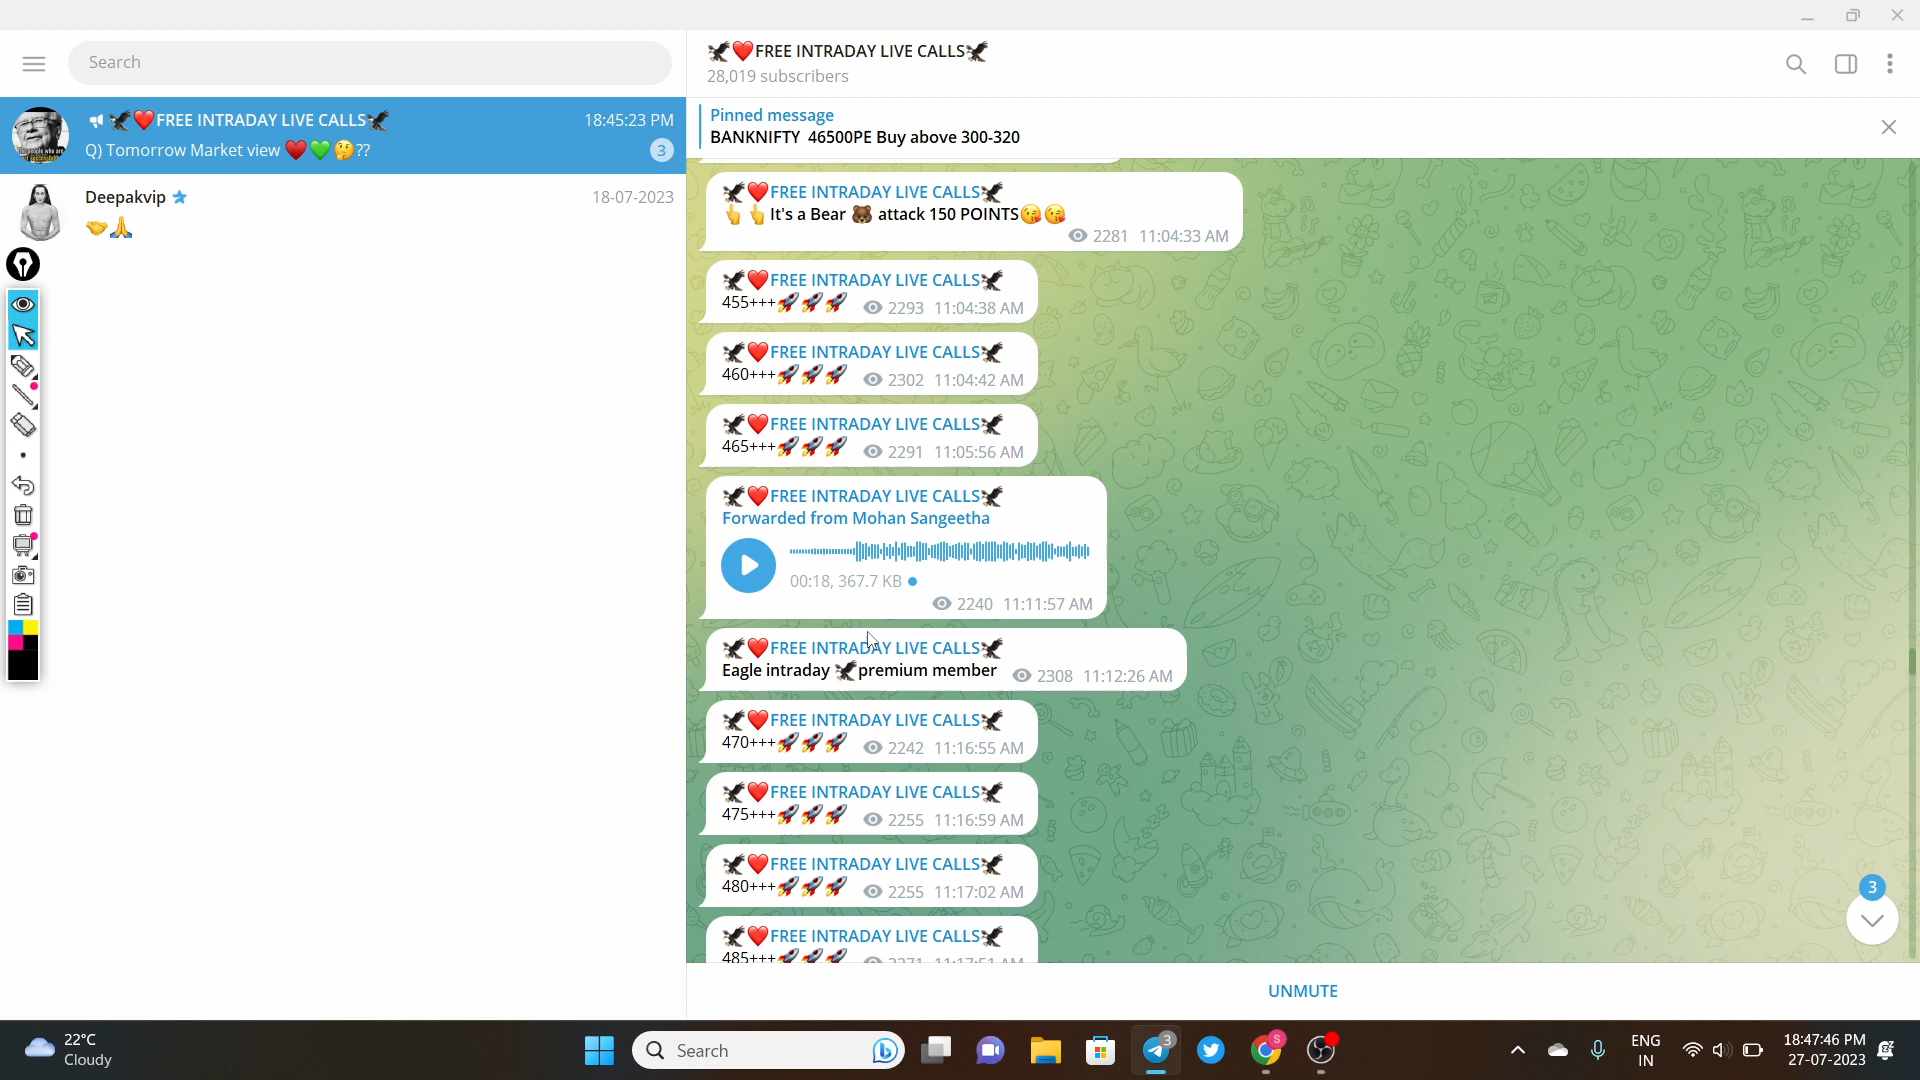 Search
🦅❤️FREE INTRADAY LIVE CALLS🦅
28,019 subscribers
🦅❤️FREE INTRADAY LIVE CALLS🦅 18:45:23 PM
Q) Tomorrow Market view ❤️💚🤔?? 3
Deepakvip 18-07-2023
🤝🙏
Pinned message
BANKNIFTY 46500PE Buy above 300-320
🦅❤️FREE INTRADAY LIVE CALLS🦅
👆👆It's a Bear 🐻 attack 150 POINTS😘😘
2281 11:04:33 AM
🦅❤️FREE INTRADAY LIVE CALLS🦅
455+++🚀🚀🚀 2293 11:04:38 AM
🦅❤️FREE INTRADAY LIVE CALLS🦅
460+++🚀🚀🚀 2302 11:04:42 AM
🦅❤️FREE INTRADAY LIVE CALLS🦅
465+++🚀🚀🚀 2291 11:05:56 AM
🦅❤️FREE INTRADAY LIVE CALLS🦅
Forwarded from Mohan Sangeetha
00:18, 367.7 KB
2240 11:11:57 AM
🦅❤️FREE INTRADAY LIVE CALLS🦅
Eagle intraday 🦅premium member 2308 11:12:26 AM
🦅❤️FREE INTRADAY LIVE CALLS🦅
470+++🚀🚀🚀 2242 11:16:55 AM
🦅❤️FREE INTRADAY LIVE CALLS🦅
475+++🚀🚀🚀 2255 11:16:59 AM
🦅❤️FREE INTRADAY LIVE CALLS🦅
480+++🚀🚀🚀 2255 11:17:02 AM
🦅❤️FREE INTRADAY LIVE CALLS🦅
485+++🚀🚀🚀 2271 11:17:51 AM
3
UNMUTE
22°C
Cloudy
Search
3
S
ENG
IN
18:47:46 PM
27-07-2023